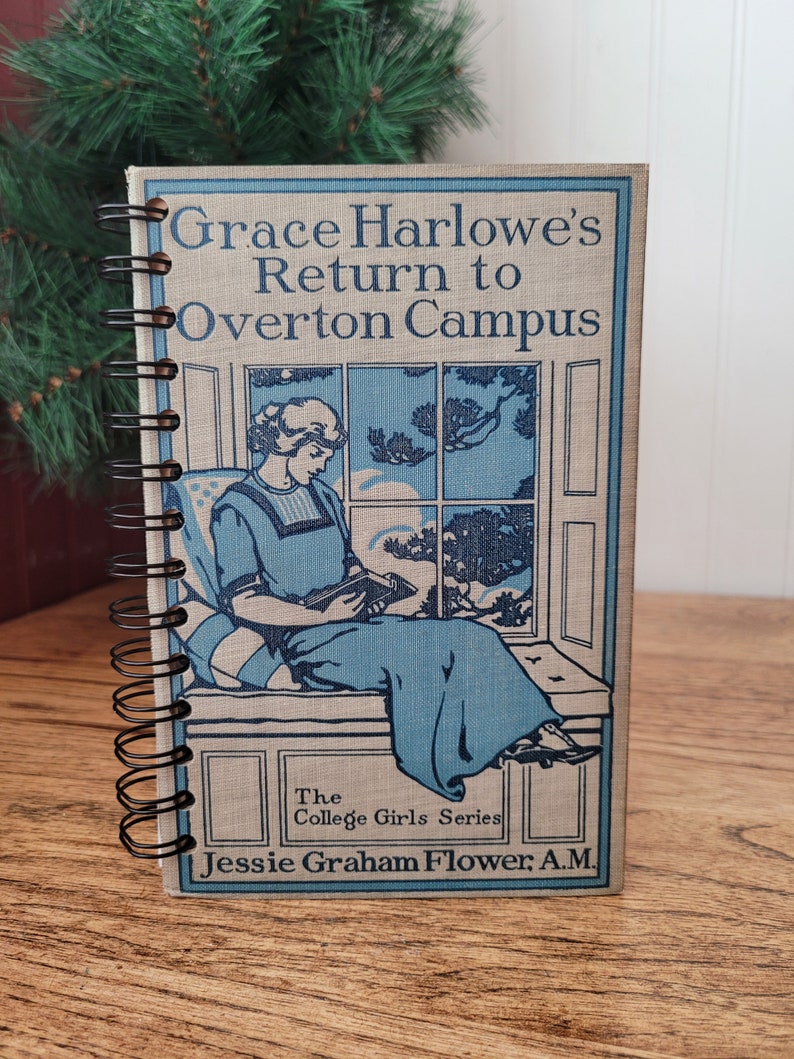 Grace Harlowe's
Return to
Overton Campus
The
College Girls Series
Jessie Graham Flower, A.M.